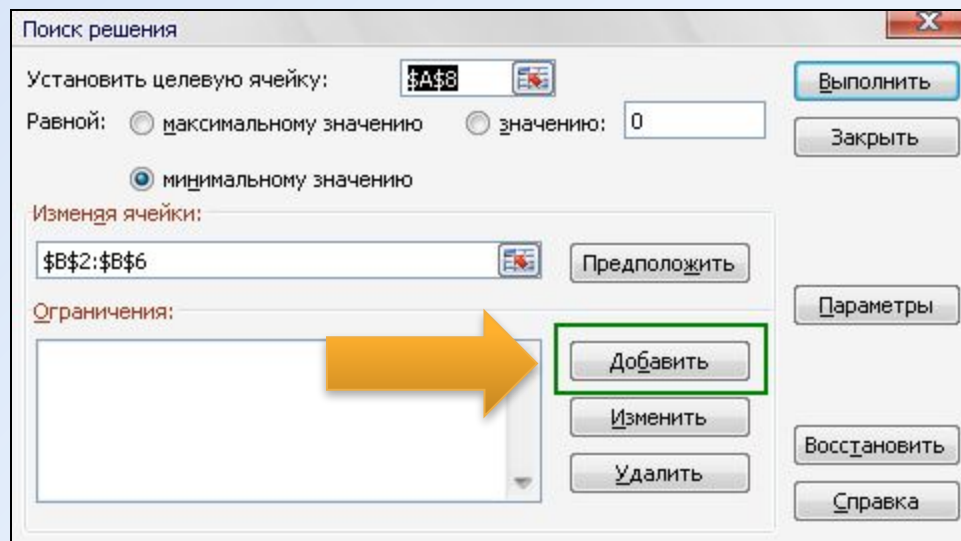 Поиск решения
Установить целевую ячейку: $A$8
Выполнить
Равной: максимальному значению значению: 0
Закрыть
минимальному значению
Изменяя ячейки:
$B$2:$B$6
Предположить
Параметры
Ограничения:
Добавить
Изменить
Удалить
Восстановить
Справка